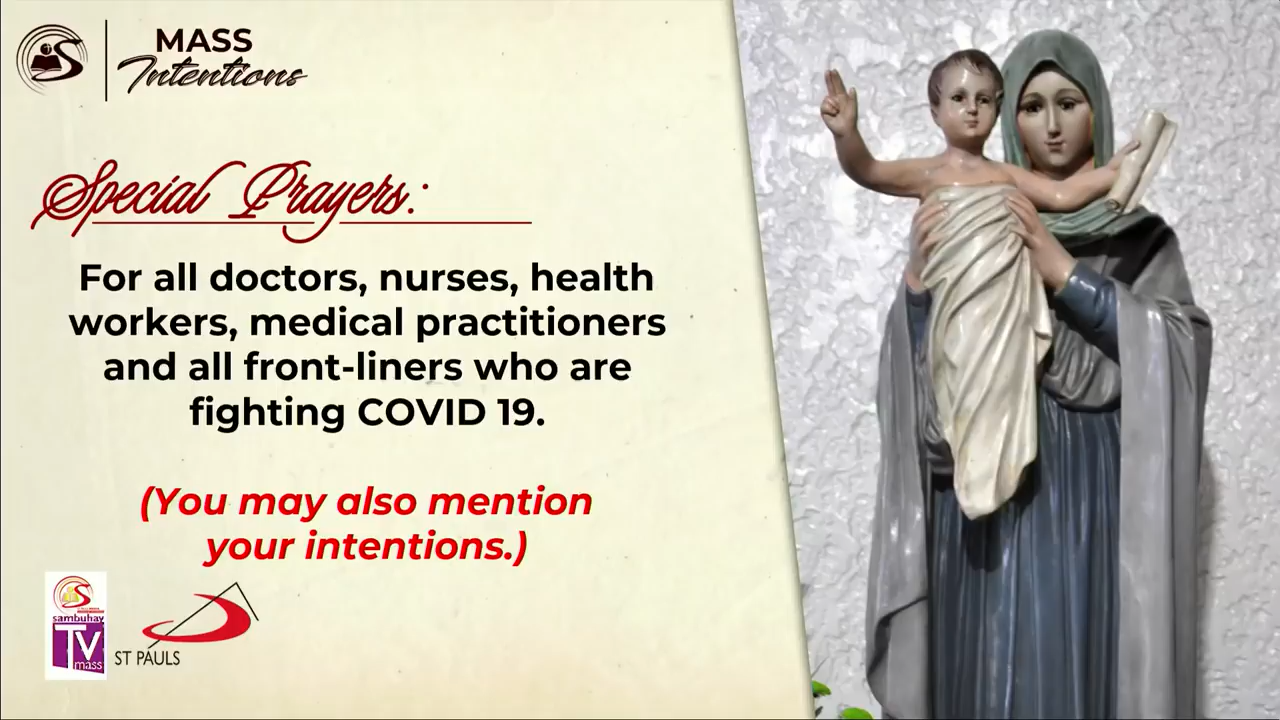 MASS
Intentions
Special Prayers:
For all doctors, nurses, health
workers, medical practitioners
and all front-liners who are
fighting COVID 19.
(You may also mention
your intentions.)
sambuhay
TV
mass
ST PAULS